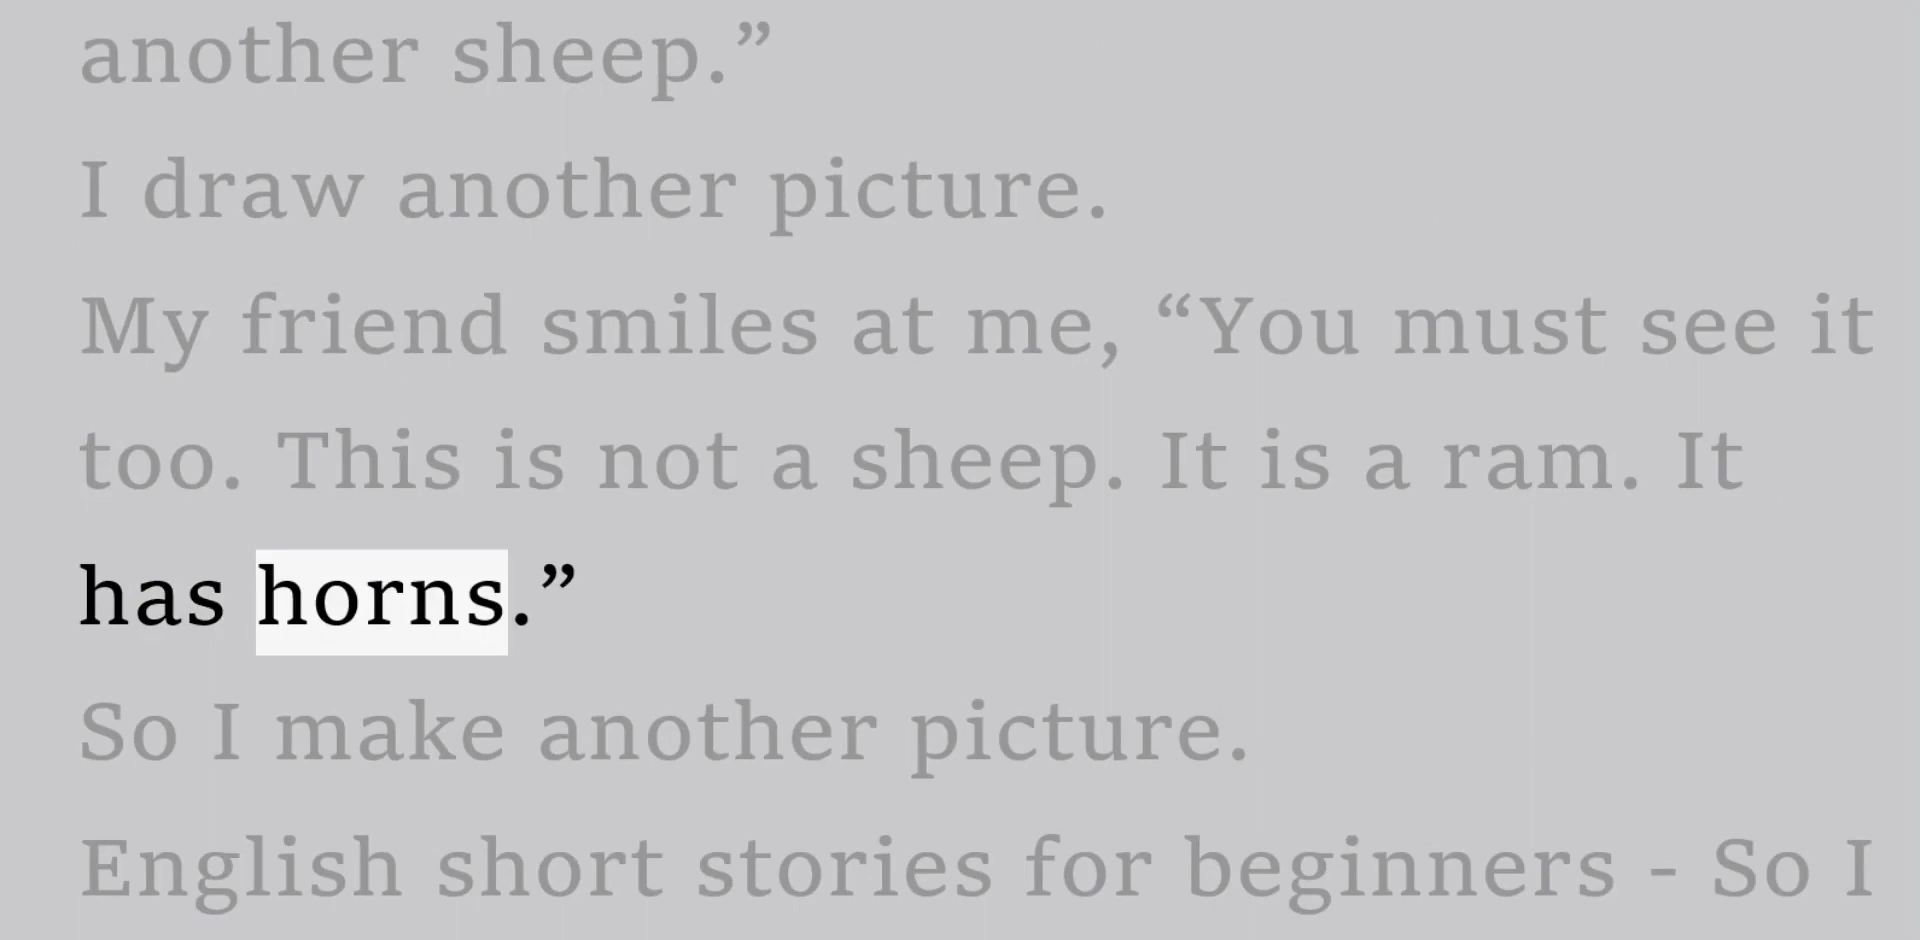 another sheep.”
I draw another picture.
My friend smiles at me, “You must see it
too. This is not a sheep. It is a ram. It
has horns.”
So I make another picture.
English short stories for beginners - So I